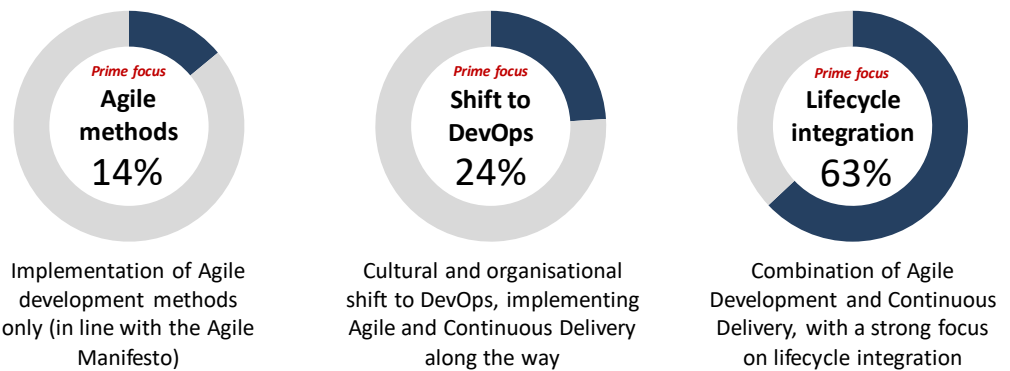 Prime focus
Agile
methods
14%
Implementation of Agile
development methods
only (in line with the Agile
Manifesto)
Prime focus
Shift to
DevOps
24%
Cultural and organisational
shift to DevOps, implementing
Agile and Continuous Delivery
along the way
Prime focus
Lifecycle
integration
63%
Combination of Agile
Development and Continuous
Delivery, with a strong focus
on lifecycle integration